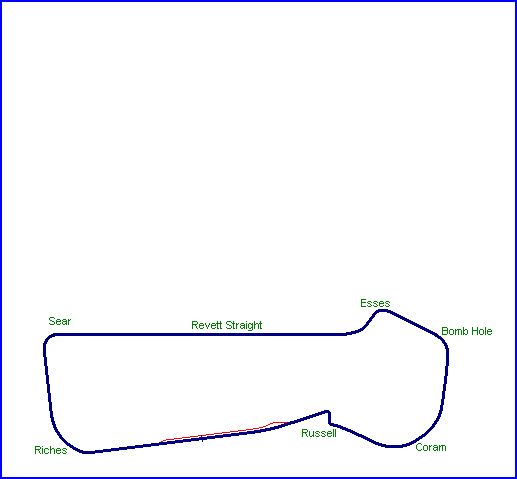 Esses
Sear
Revett Straight
Bomb Hole
Russell
Riches
Coram